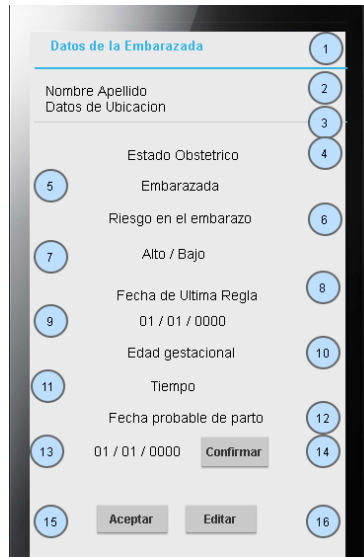 Datos de la Embarazada
1
Nombre Apellido
2
Datos de Ubicacion
3
Estado Obstetrico
4
5
Embarazada
Riesgo en el embarazo
6
7
Alto / Bajo
8
Fecha de Ultima Regla
9
01 / 01 / 0000
Edad gestacional
10
11
Tiempo
Fecha probable de parto
12
13
01 / 01 / 0000
Confirmar
14
15
Aceptar
Editar
16